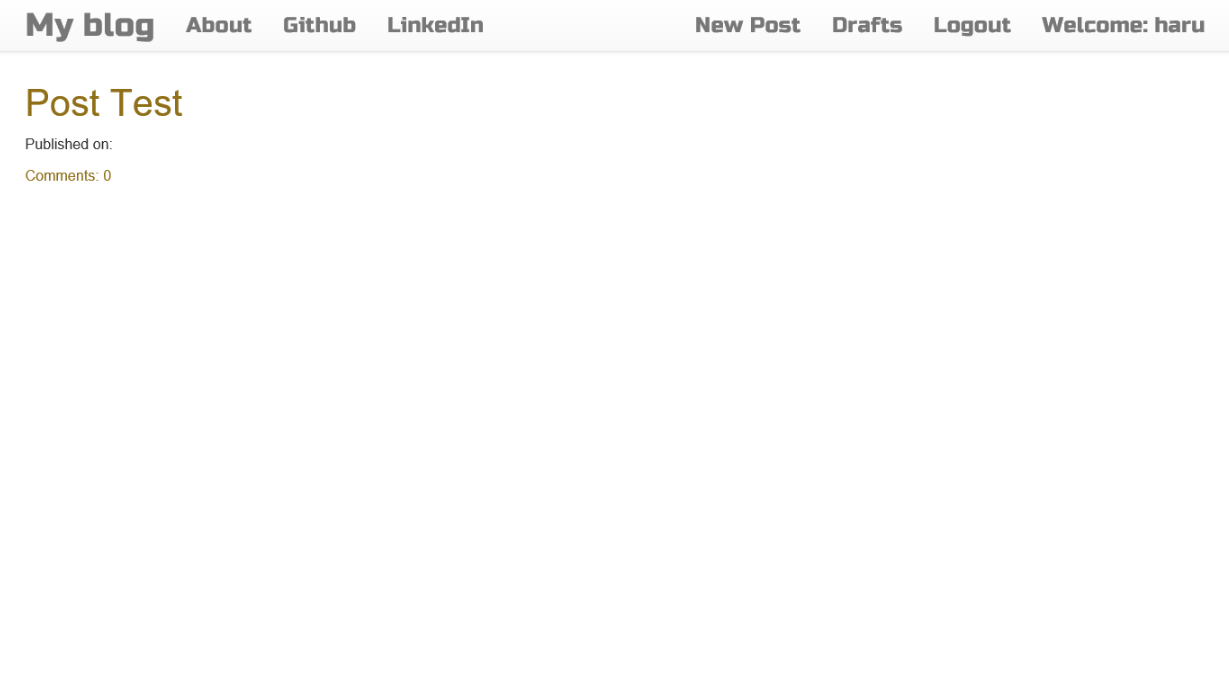 My blog About Github LinkedIn New Post Drafts Logout Welcome: haru
Post Test
Published on:
Comments: 0